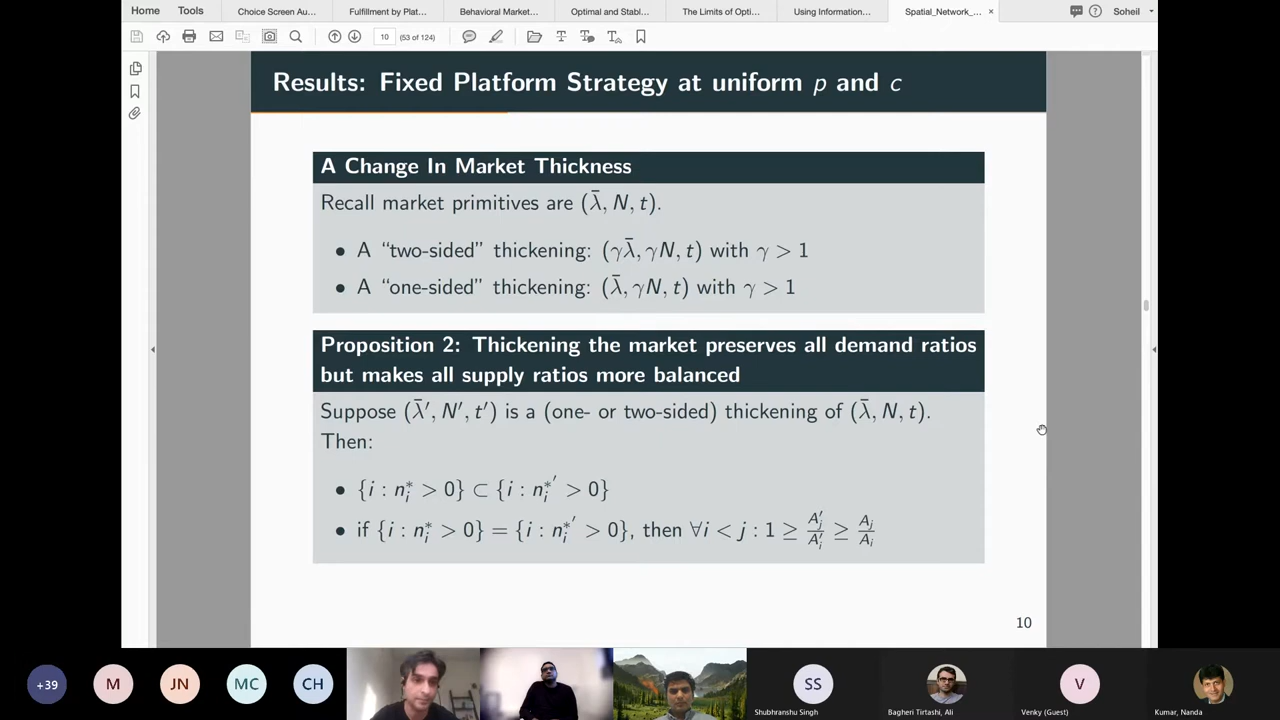 Home Tools Choice Screen Au... Fulfillment by Plat... Behavioral Market... Optimal and Stabl... The Limits of Opti... Using Information... Spatial_Network_... × Soheil
10 (53 of 124)
Results: Fixed Platform Strategy at uniform p and c
A Change In Market Thickness
Recall market primitives are (λ̄, N, t).
• A “two-sided” thickening: (γλ̄, γN, t) with γ > 1
• A “one-sided” thickening: (λ̄, γN, t) with γ > 1
Proposition 2: Thickening the market preserves all demand ratios
but makes all supply ratios more balanced
Suppose (λ̄′, N′, t′) is a (one- or two-sided) thickening of (λ̄, N, t).
Then:
• {i : nᵢ* > 0} ⊂ {i : nᵢ*′ > 0}
• if {i : nᵢ* > 0} = {i : nᵢ*′ > 0}, then ∀i < j : 1 ≥ A′ⱼ/A′ᵢ ≥ Aⱼ/Aᵢ
10
+39 M JN MC CH SS V
Shubhranshu Singh Bagheri Tirtashi, Ali Venky (Guest) Kumar, Nanda